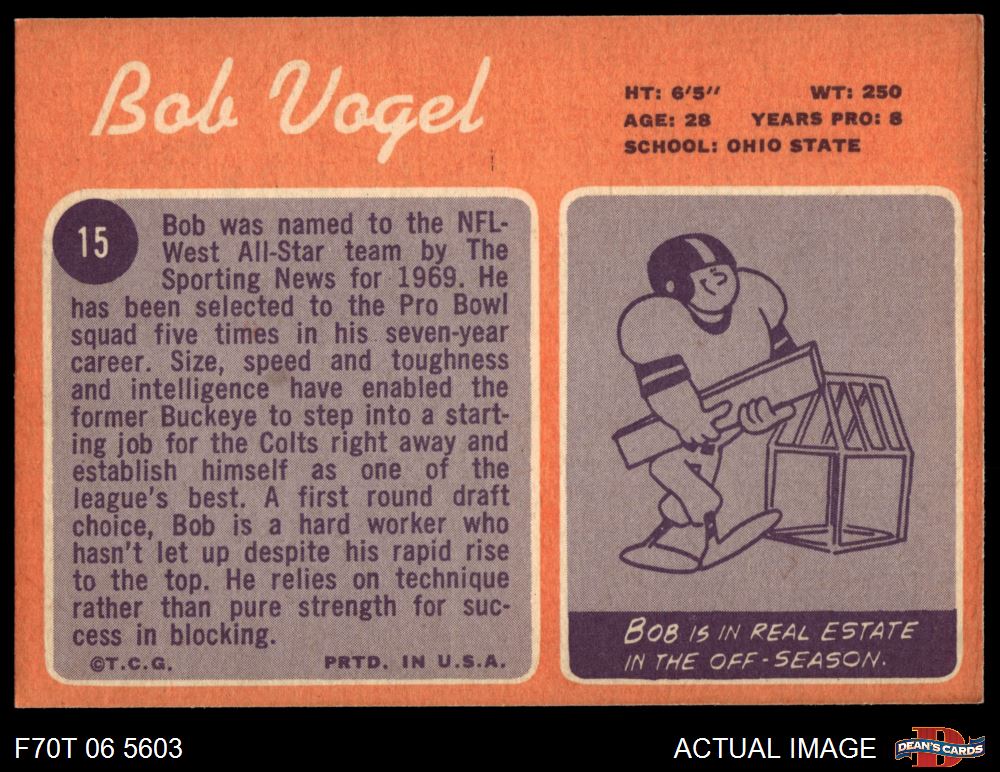 Bob Vogel
HT: 6'5" WT: 250
AGE: 28 YEARS PRO: 8
SCHOOL: OHIO STATE
15
Bob was named to the NFL-
West All-Star team by The
Sporting News for 1969. He
has been selected to the Pro Bowl
squad five times in his seven-year
career. Size, speed and toughness
and intelligence have enabled the
former Buckeye to step into a start-
ing job for the Colts right away and
establish himself as one of the
league's best. A first round draft
choice, Bob is a hard worker who
hasn't let up despite his rapid rise
to the top. He relies on technique
rather than pure strength for suc-
cess in blocking.
©T.C.G. PRTD. IN U.S.A.
BOB IS IN REAL ESTATE
IN THE OFF-SEASON.
F70T 06 5603
ACTUAL IMAGE
D
DEAN'S CARDS